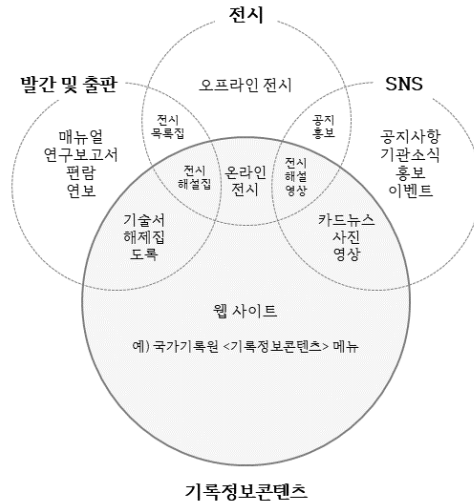 전시
발간 및 출판
SNS
오프라인 전시
전시
목록집
공지
홍보
매뉴얼
연구보고서
편람
연보
공지사항
기관소식
홍보
이벤트
전시
해설집
온라인
전시
전시
해설
영상
기술서
해제집
도록
카드뉴스
사진
영상
웹 사이트
예) 국가기록원 <기록정보콘텐츠> 메뉴
기록정보콘텐츠